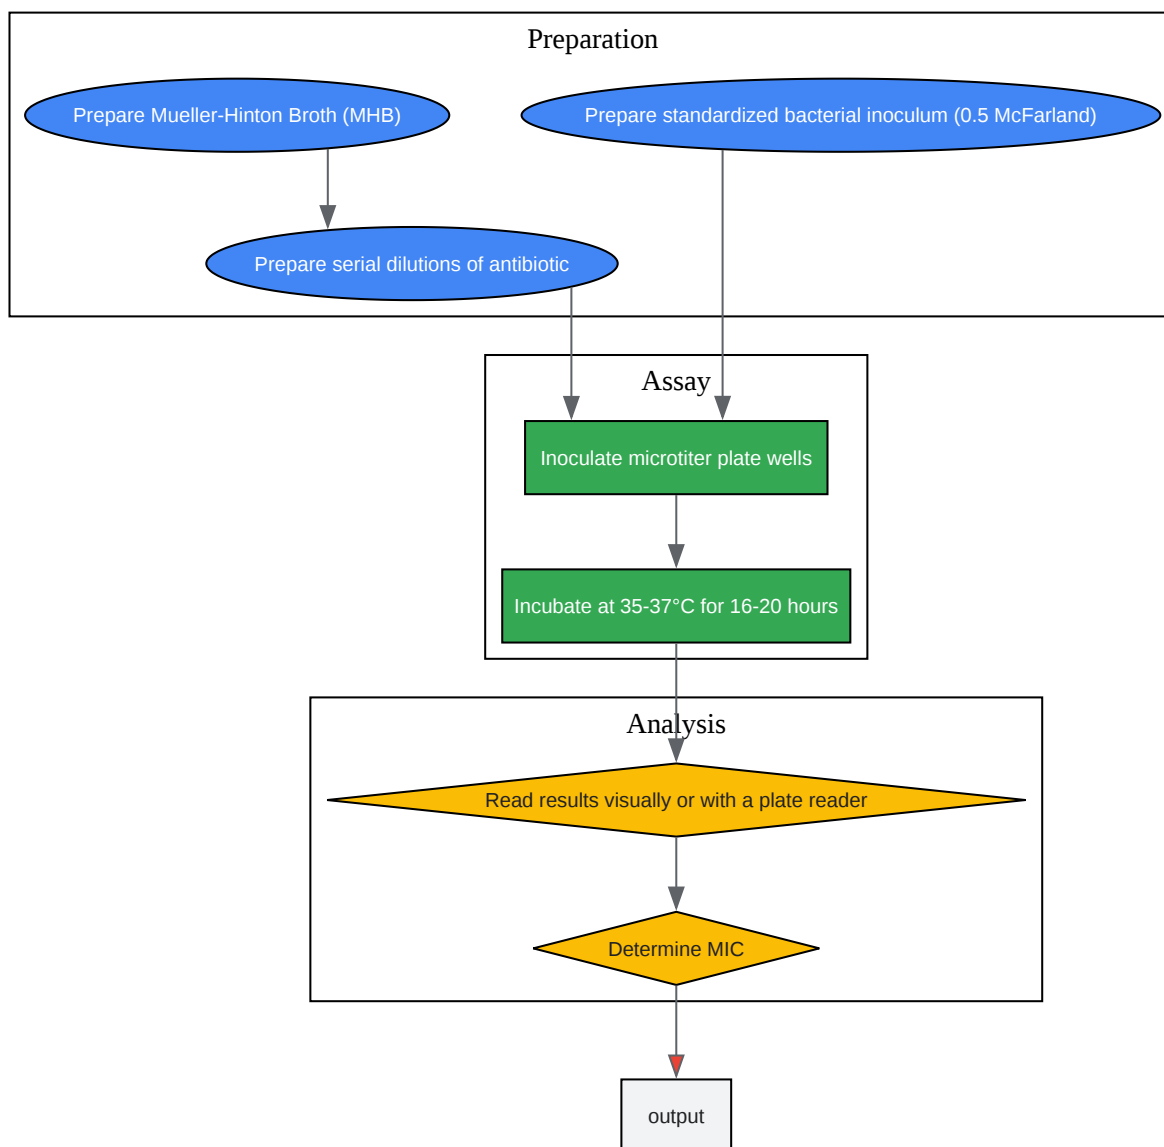 Preparation
Prepare Mueller-Hinton Broth (MHB)
Prepare standardized bacterial inoculum (0.5 McFarland)
Prepare serial dilutions of antibiotic
Assay
Inoculate microtiter plate wells
Incubate at 35-37°C for 16-20 hours
Analysis
Read results visually or with a plate reader
Determine MIC
output